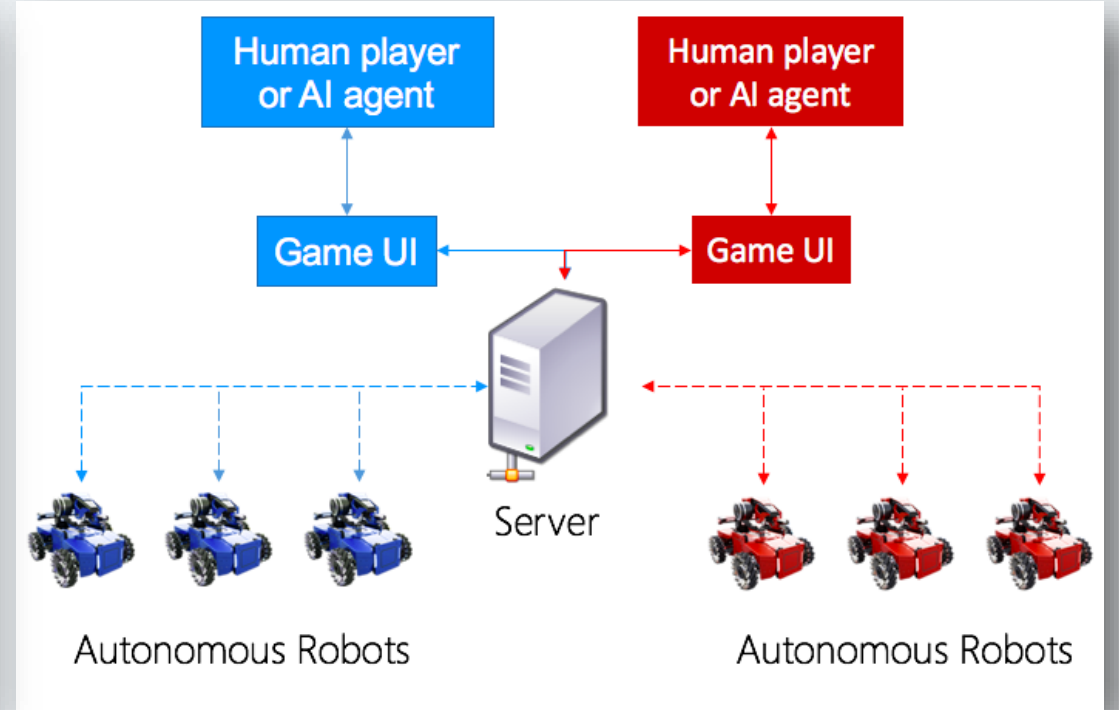 Human player
or AI agent
Human player
or AI agent
Game UI
Game UI
Server
Autonomous Robots
Autonomous Robots